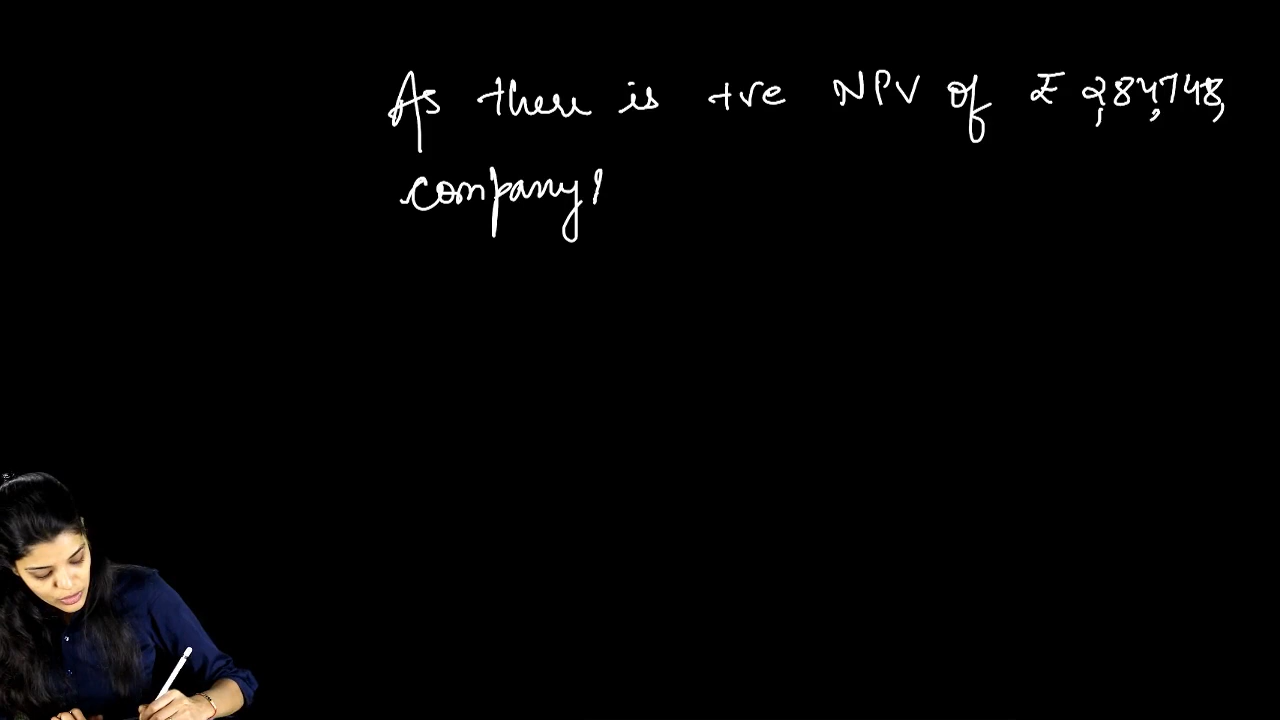 As there is +ve NPV of ₹ 2,84,748,
company